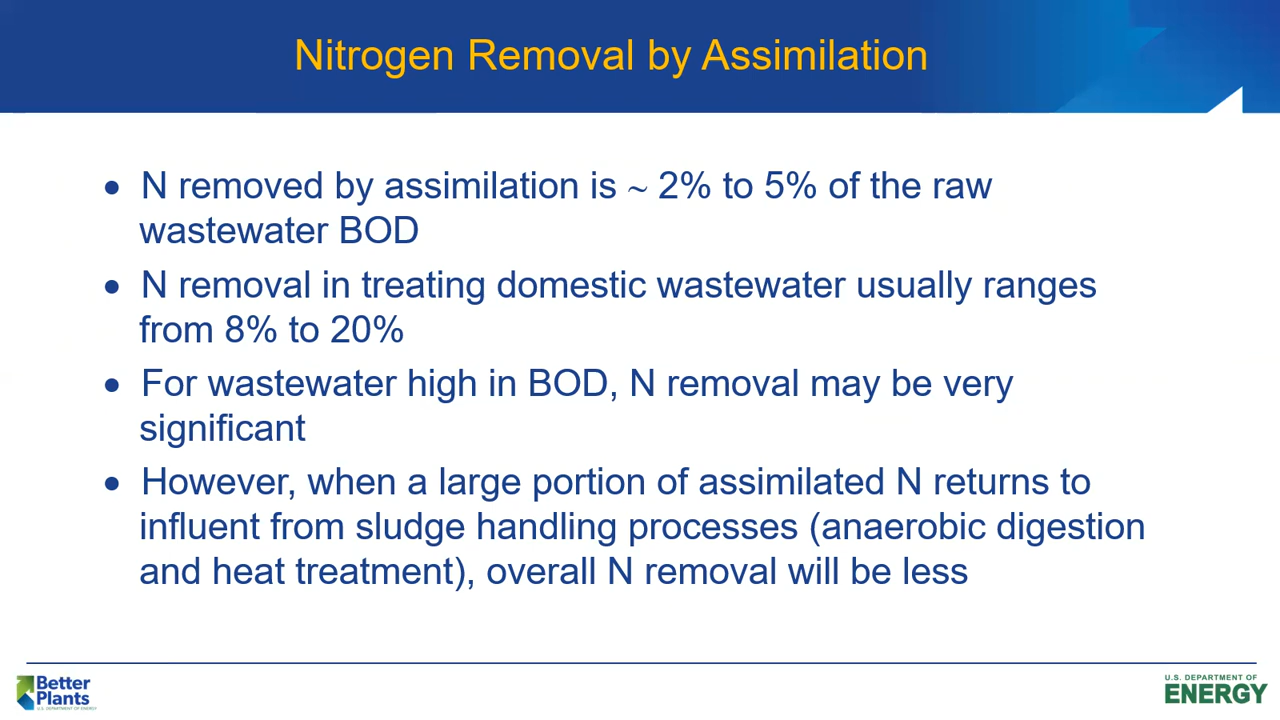 Nitrogen Removal by Assimilation
• N removed by assimilation is ~ 2% to 5% of the raw
wastewater BOD
• N removal in treating domestic wastewater usually ranges
from 8% to 20%
• For wastewater high in BOD, N removal may be very
significant
• However, when a large portion of assimilated N returns to
influent from sludge handling processes (anaerobic digestion
and heat treatment), overall N removal will be less
Better
Plants
U.S. DEPARTMENT OF ENERGY
U.S. DEPARTMENT OF
ENERGY